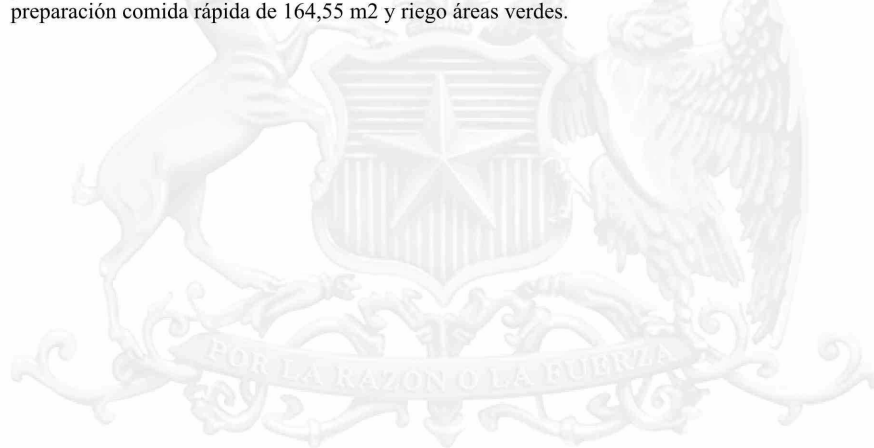 preparación comida rápida de 164,55 m2 y riego áreas verdes.
POR LA RAZON O LA FUERZA